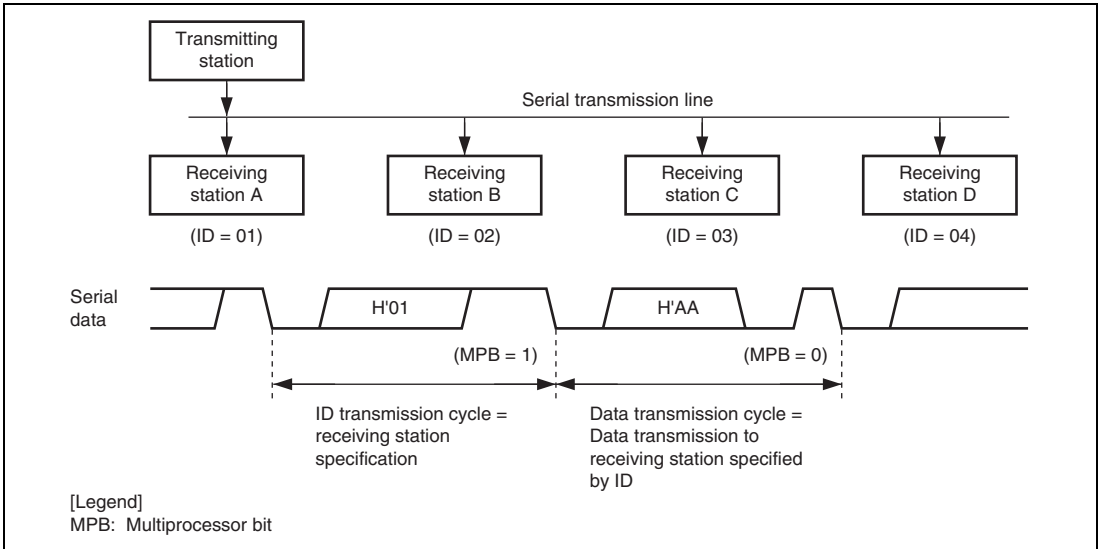 Transmitting
station
Serial transmission line
Receiving
station A
Receiving
station B
Receiving
station C
Receiving
station D
(ID = 01)
(ID = 02)
(ID = 03)
(ID = 04)
Serial
data
H'01
H'AA
(MPB = 1)
(MPB = 0)
ID transmission cycle =
receiving station
specification
Data transmission cycle =
Data transmission to
receiving station specified
by ID
[Legend]
MPB: Multiprocessor bit